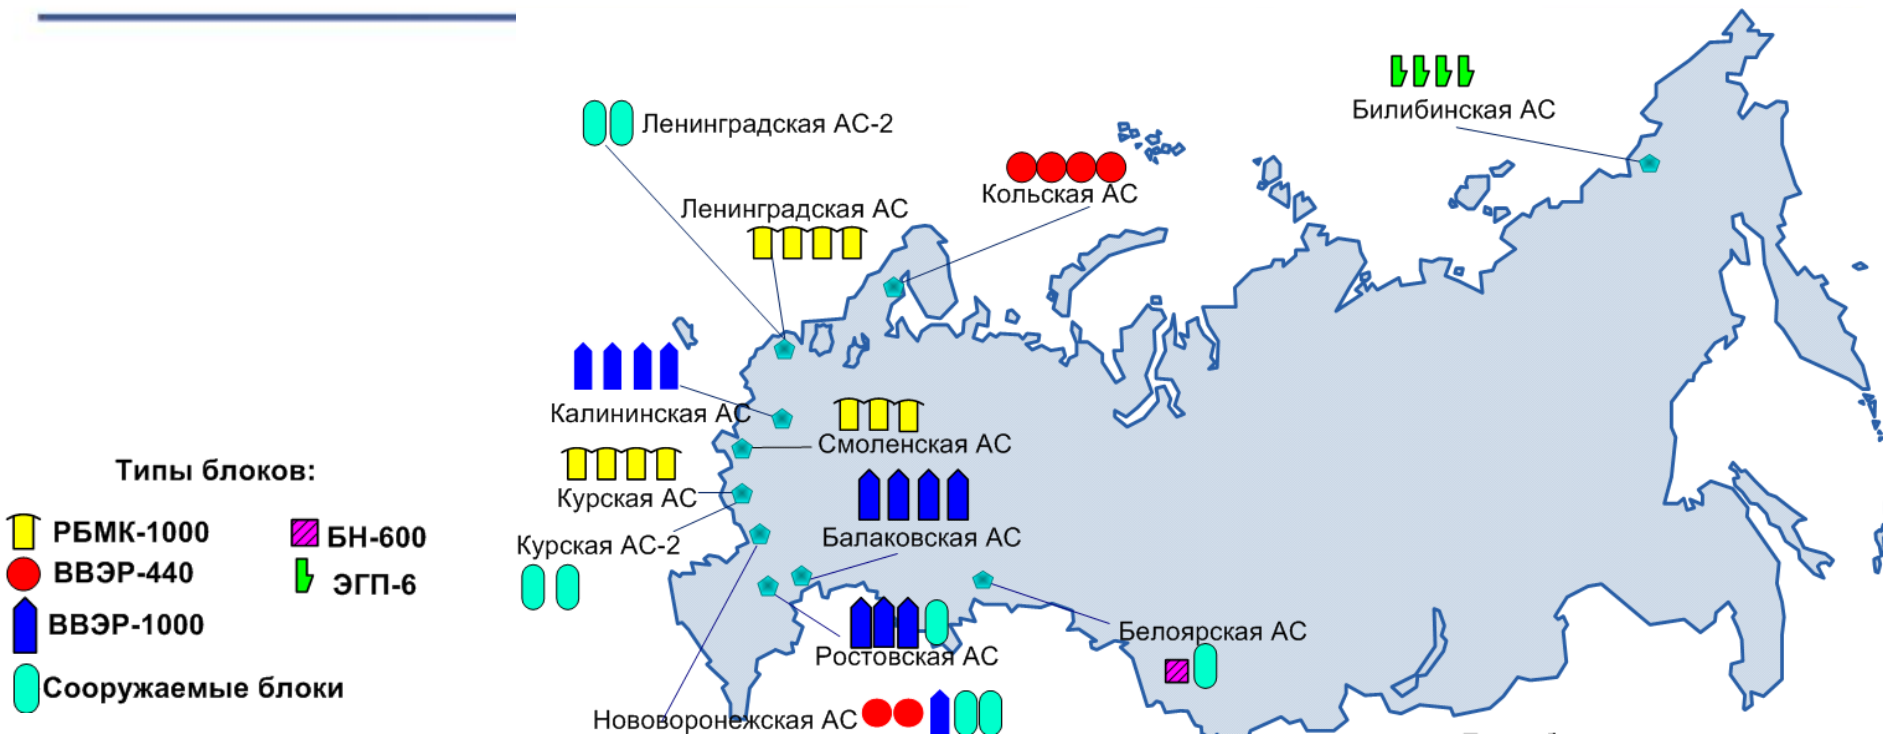 Билибинская АС
Ленинградская АС-2
Кольская АС
Ленинградская АС
Калининская АС
Смоленская АС
Курская АС
Балаковская АС
Курская АС-2
Белоярская АС
Ростовская АС
Нововоронежская АС
Типы блоков:
РБМК-1000
БН-600
ВВЭР-440
ЭГП-6
ВВЭР-1000
Сооружаемые блоки